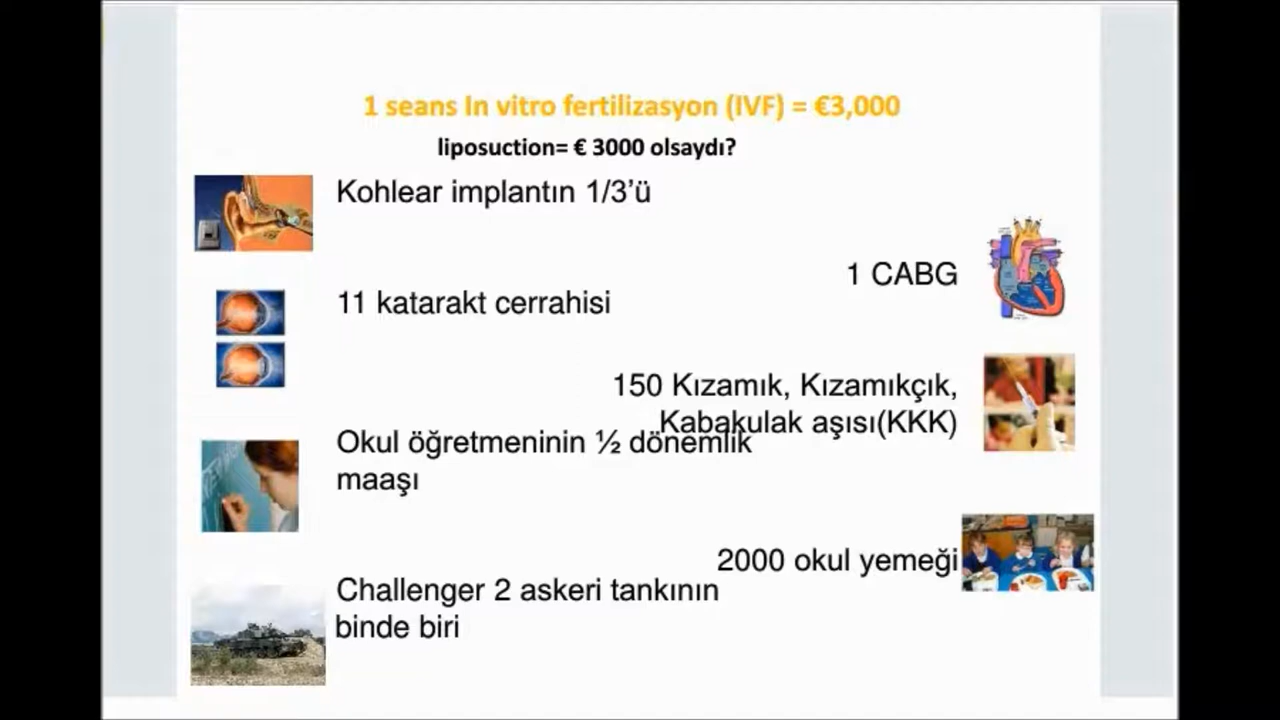 1 seans In vitro fertilizasyon (IVF) = €3,000
liposuction= € 3000 olsaydı?
Kohlear implantın 1/3'ü
1 CABG
11 katarakt cerrahisi
150 Kızamık, Kızamıkçık,
Kabakulak aşısı(KKK)
Okul öğretmeninin ½ dönemlik
maaşı
2000 okul yemeği
Challenger 2 askeri tankının
binde biri